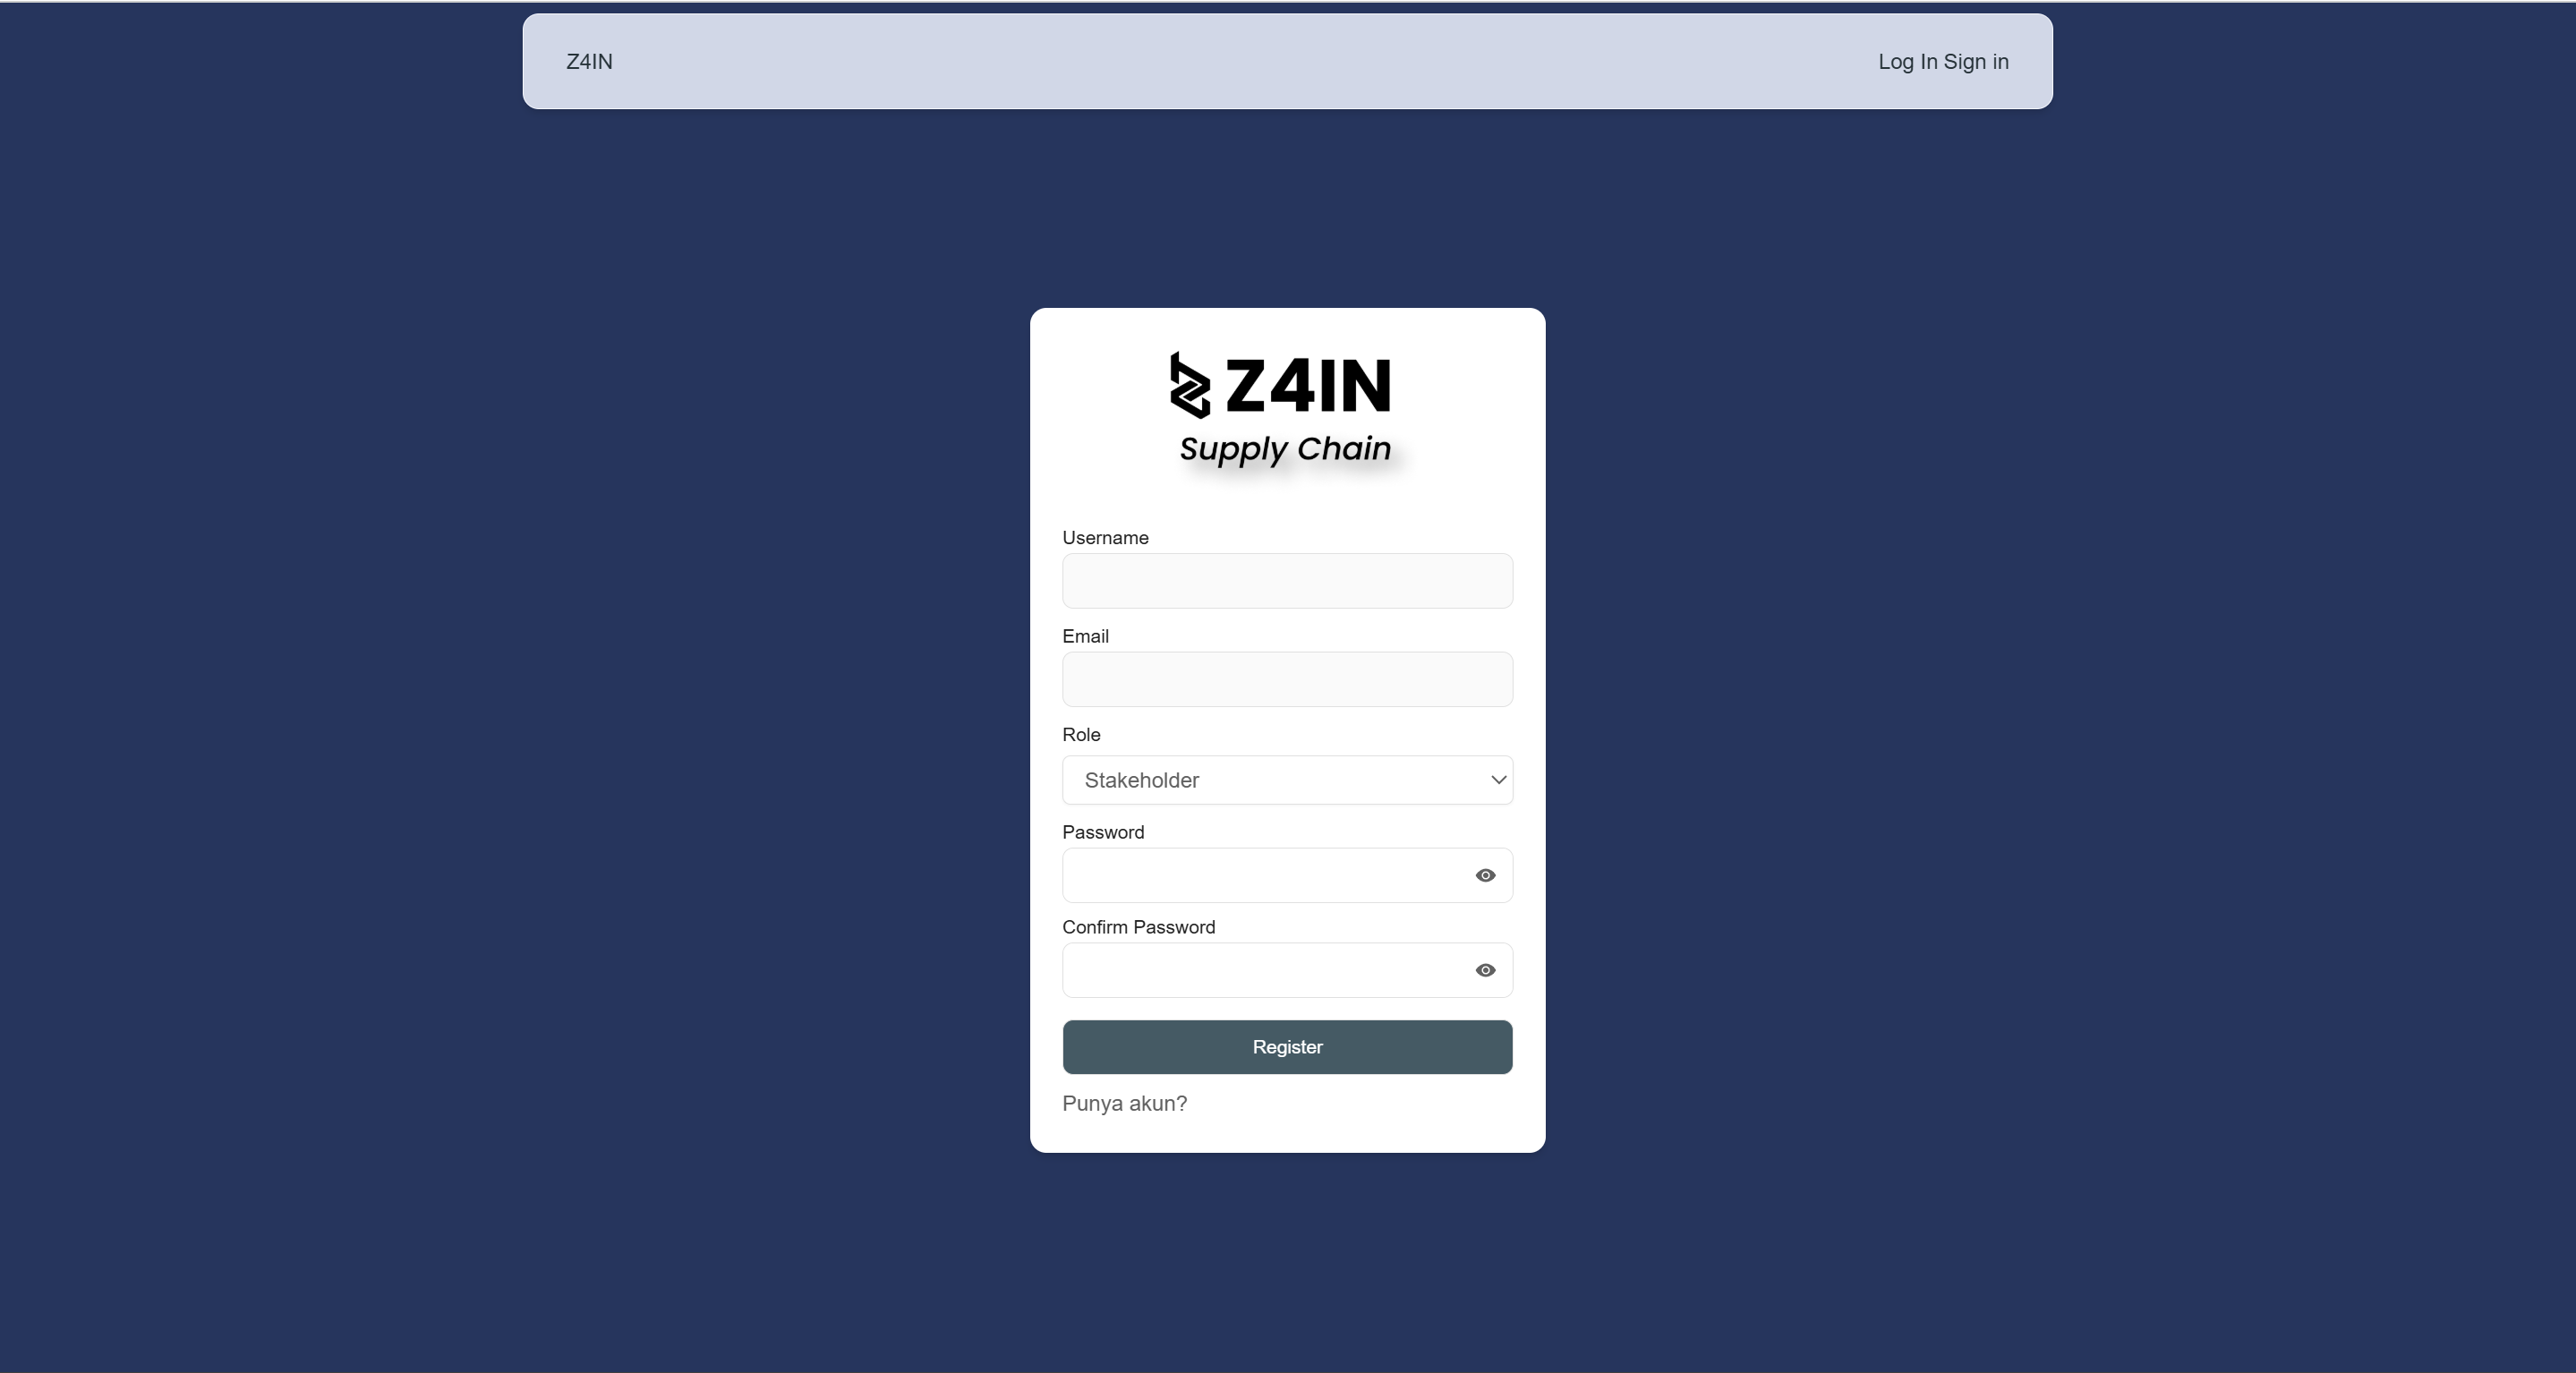 Z4IN
Log In Sign in
Z4IN
Supply Chain
Username
Email
Role
Stakeholder
Password
Confirm Password
Register
Punya akun?